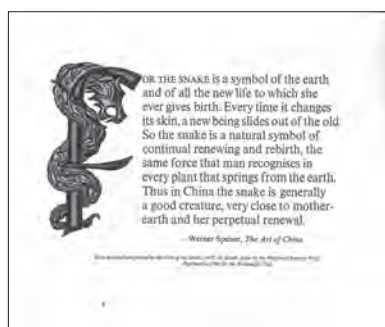 FOR THE SNAKE is a symbol of the earth
and of all the new life to which she
ever gives birth. Every time it changes
its skin, a new being slides out of the old
So the snake is a natural symbol of
continual renewing and rebirth, the
same force that man recognises in
every plant that springs from the earth.
Thus in China the snake is generally
a good creature, very close to mother-
earth and her perpetual renewal.
—Werner Speiser, The Art of China